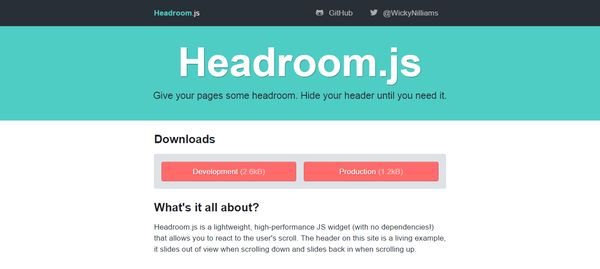 Headroom.js GitHub @WickyNilliams
Headroom.js
Give your pages some headroom. Hide your header until you need it.
Downloads
Development (2.6kB) Production (1.2kB)
What's it all about?
Headroom.js is a lightweight, high-performance JS widget (with no dependencies!)
that allows you to react to the user's scroll. The header on this site is a living example,
it slides out of view when scrolling down and slides back in when scrolling up.